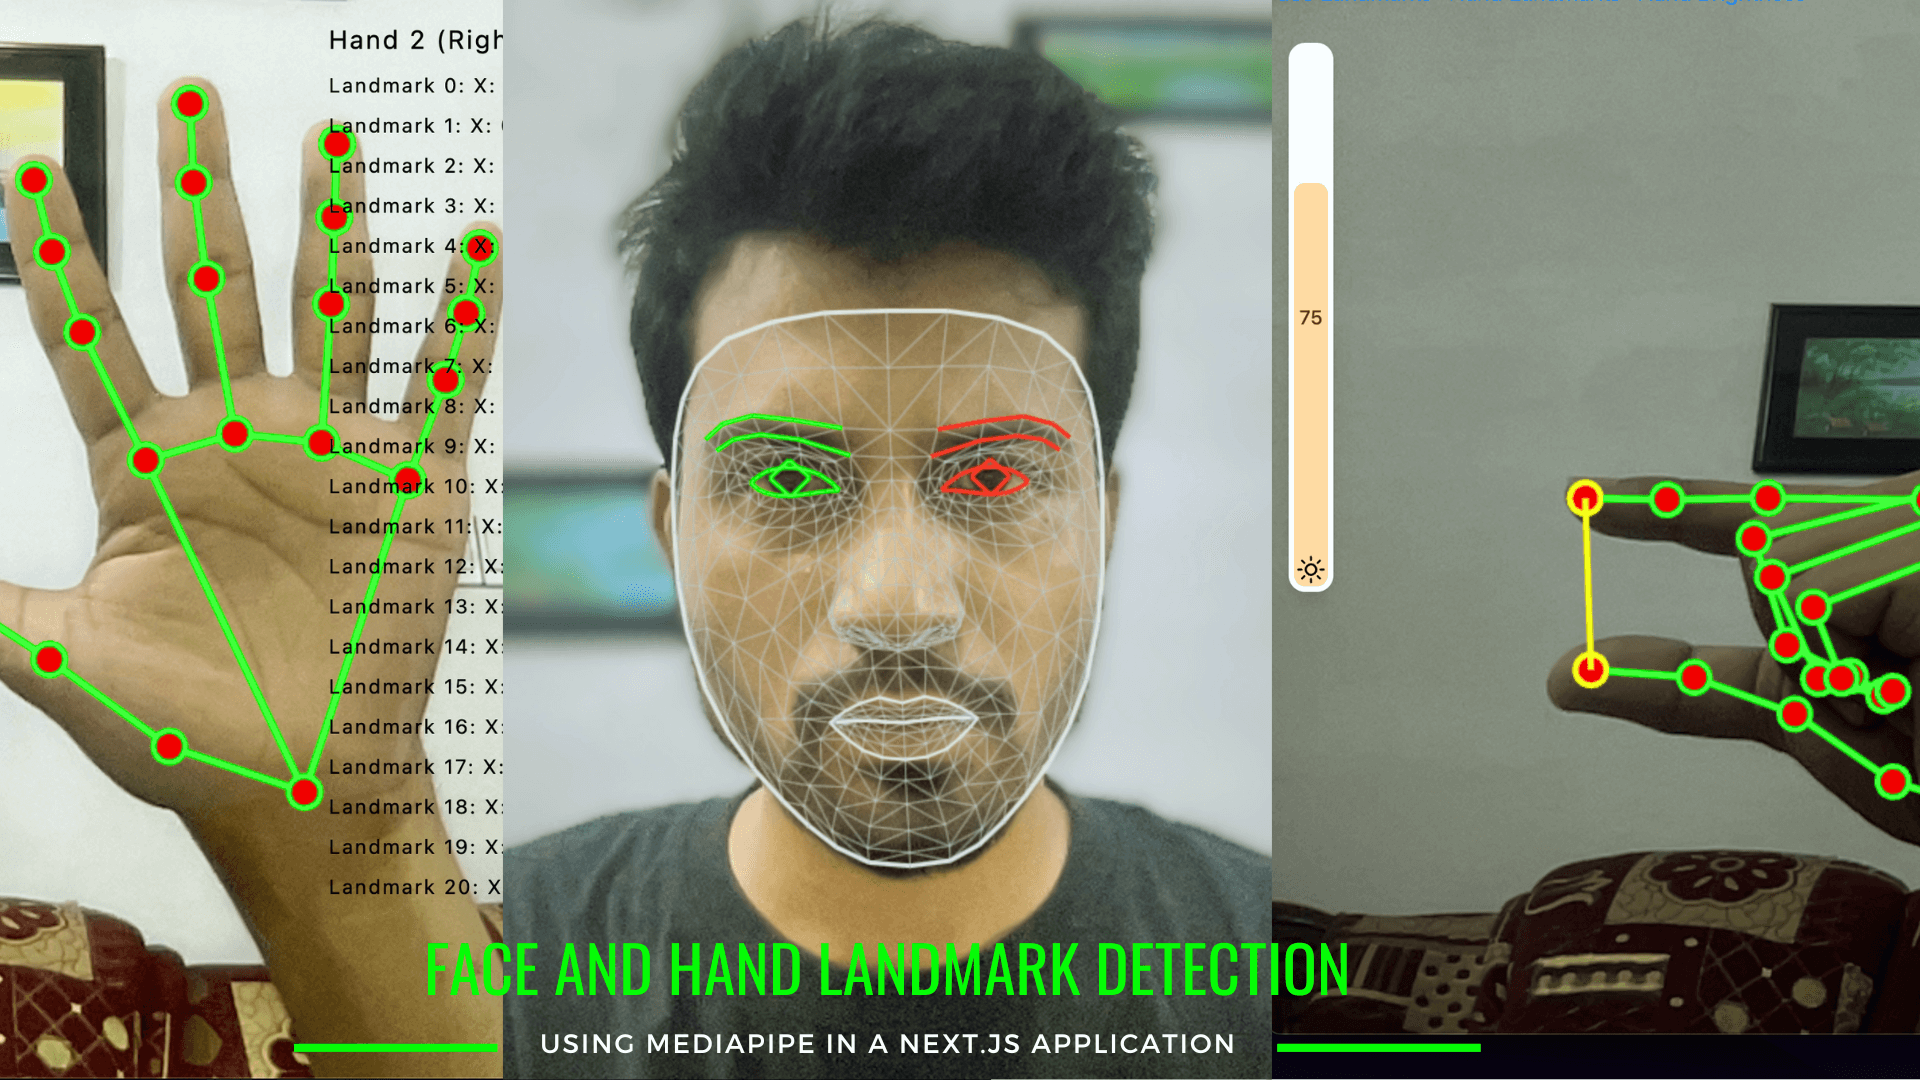 Hand 2 (Righ
Landmark 0: X:
Landmark 1: X:
Landmark 2: X:
Landmark 3: X:
Landmark 4: X:
Landmark 5: X:
Landmark 6: X:
Landmark 7: X:
Landmark 8: X:
Landmark 9: X:
Landmark 10: X:
Landmark 11: X:
Landmark 12: X:
Landmark 13: X:
Landmark 14: X:
Landmark 15: X:
Landmark 16: X:
Landmark 17: X:
Landmark 18: X:
Landmark 19: X:
Landmark 20: X
75
FACE AND HAND LANDMARK DETECTION
USING MEDIAPIPE IN A NEXT.JS APPLICATION